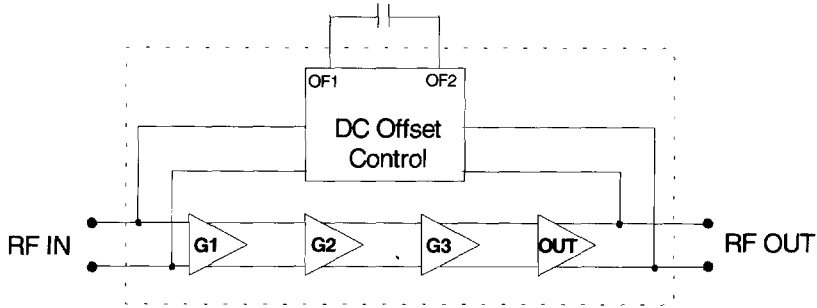 OF1 OF2
DC Offset
Control
RF IN
G1 G2 G3 OUT
RF OUT